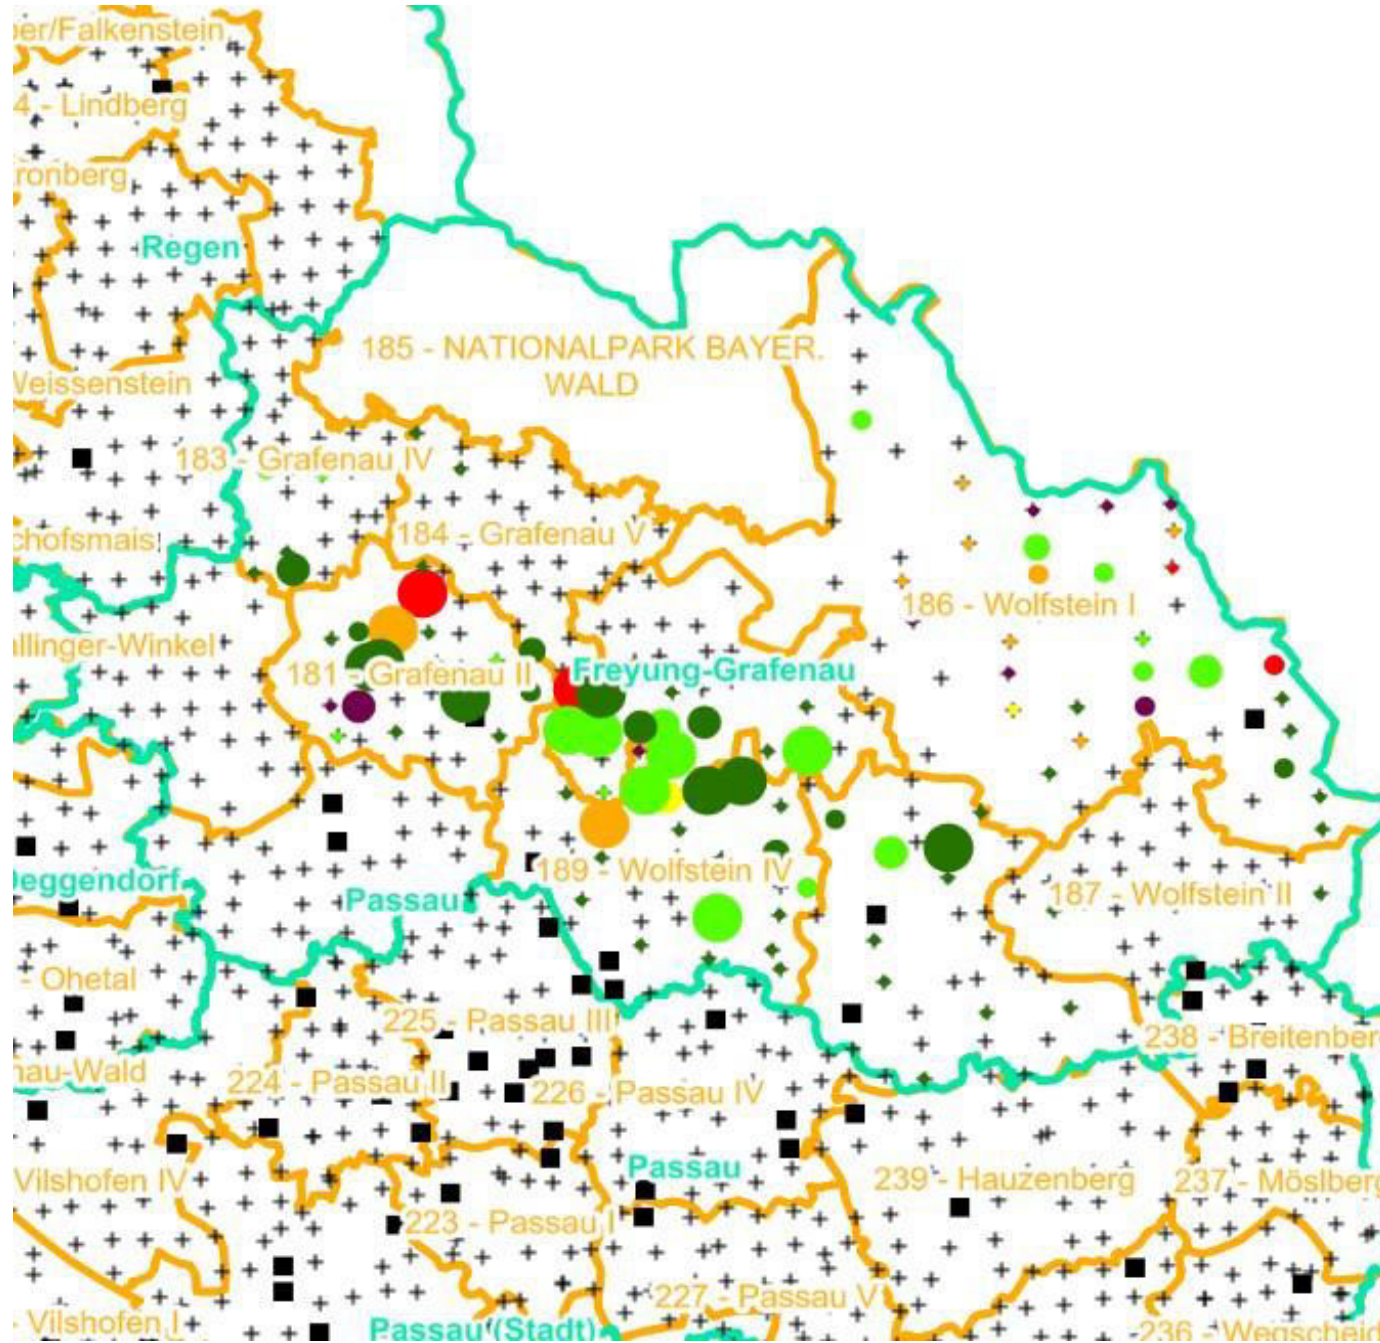 er/Falkenstein
4 - Lindberg
ronberg
Regen
185 - NATIONALPARK BAYER.
WALD
Weissenstein
183 - Grafenau IV
184 - Grafenau V
chofsmais
186 - Wolfstein I
llinger-Winkel
181 - Grafenau II
Freyung-Grafenau
189 - Wolfstein IV
Deggendorf
187 - Wolfstein II
Passau
- Ohetal
225 - Passau III
238 - Breitenber
nau-Wald
224 - Passau II
226 - Passau IV
Passau
Vilshofen IV
239 - Hauzenberg
237 - Möslberg
223 - Passau I
227 - Passau V
- Vilshofen I
Passau (Stadt)
236 - Wegscheid